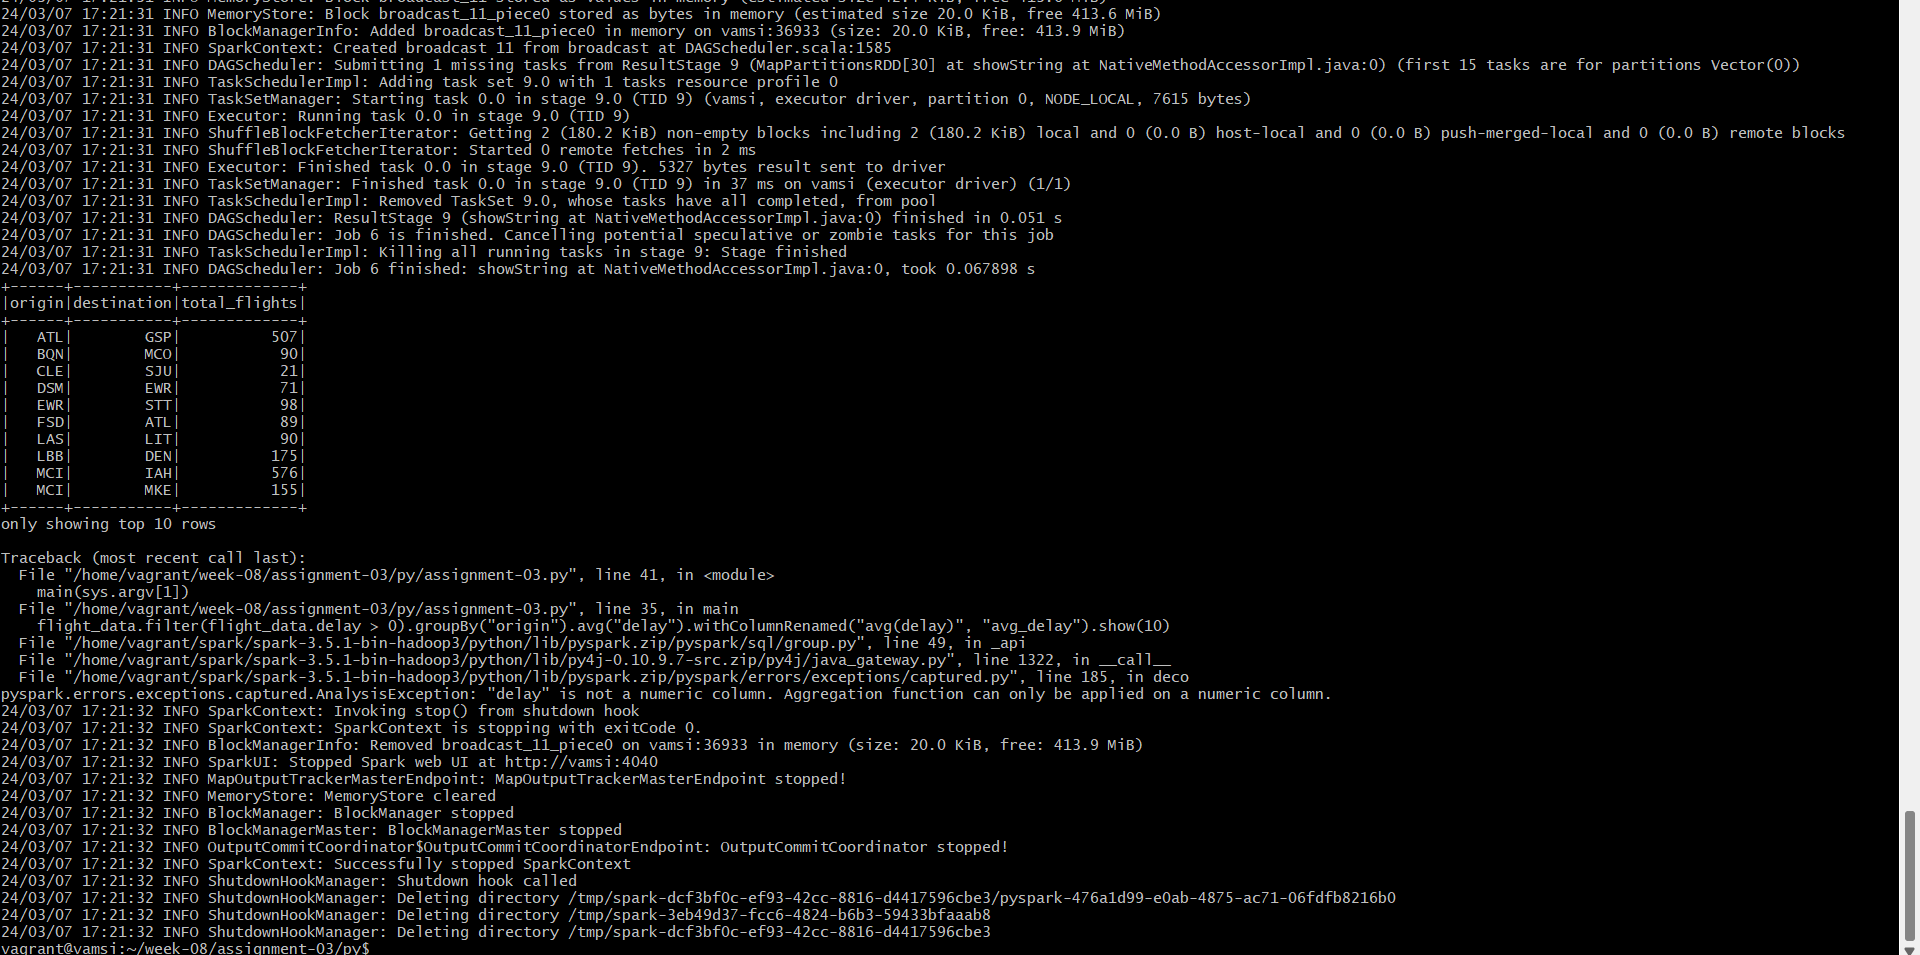 24/03/07 17:21:31 INFO MemoryStore: Block broadcast_11 stored as values in memory (estimated size
24/03/07 17:21:31 INFO MemoryStore: Block broadcast_11_piece0 stored as bytes in memory (estimated size 20.0 KiB, free 413.6 MiB)
24/03/07 17:21:31 INFO BlockManagerInfo: Added broadcast_11_piece0 in memory on vamsi:36933 (size: 20.0 KiB, free: 413.9 MiB)
24/03/07 17:21:31 INFO SparkContext: Created broadcast 11 from broadcast at DAGScheduler.scala:1585
24/03/07 17:21:31 INFO DAGScheduler: Submitting 1 missing tasks from ResultStage 9 (MapPartitionsRDD[30] at showString at NativeMethodAccessorImpl.java:0) (first 15 tasks are for partitions Vector(0))
24/03/07 17:21:31 INFO TaskSchedulerImpl: Adding task set 9.0 with 1 tasks resource profile 0
24/03/07 17:21:31 INFO TaskSetManager: Starting task 0.0 in stage 9.0 (TID 9) (vamsi, executor driver, partition 0, NODE_LOCAL, 7615 bytes)
24/03/07 17:21:31 INFO Executor: Running task 0.0 in stage 9.0 (TID 9)
24/03/07 17:21:31 INFO ShuffleBlockFetcherIterator: Getting 2 (180.2 KiB) non-empty blocks including 2 (180.2 KiB) local and 0 (0.0 B) host-local and 0 (0.0 B) push-merged-local and 0 (0.0 B) remote blocks
24/03/07 17:21:31 INFO ShuffleBlockFetcherIterator: Started 0 remote fetches in 2 ms
24/03/07 17:21:31 INFO Executor: Finished task 0.0 in stage 9.0 (TID 9). 5327 bytes result sent to driver
24/03/07 17:21:31 INFO TaskSetManager: Finished task 0.0 in stage 9.0 (TID 9) in 37 ms on vamsi (executor driver) (1/1)
24/03/07 17:21:31 INFO TaskSchedulerImpl: Removed TaskSet 9.0, whose tasks have all completed, from pool
24/03/07 17:21:31 INFO DAGScheduler: ResultStage 9 (showString at NativeMethodAccessorImpl.java:0) finished in 0.051 s
24/03/07 17:21:31 INFO DAGScheduler: Job 6 is finished. Cancelling potential speculative or zombie tasks for this job
24/03/07 17:21:31 INFO TaskSchedulerImpl: Killing all running tasks in stage 9: Stage finished
24/03/07 17:21:31 INFO DAGScheduler: Job 6 finished: showString at NativeMethodAccessorImpl.java:0, took 0.067898 s
+------+-----------+-------------+
|origin|destination|total_flights|
+------+-----------+-------------+
|   ATL|        GSP|          507|
|   BQN|        MCO|           90|
|   CLE|        SJU|           21|
|   DSM|        EWR|           71|
|   EWR|        STT|           98|
|   FSD|        ATL|           89|
|   LAS|        LIT|           90|
|   LBB|        DEN|          175|
|   MCI|        IAH|          576|
|   MCI|        MKE|          155|
+------+-----------+-------------+
only showing top 10 rows
Traceback (most recent call last):
  File "/home/vagrant/week-08/assignment-03/py/assignment-03.py", line 41, in <module>
    main(sys.argv[1])
  File "/home/vagrant/week-08/assignment-03/py/assignment-03.py", line 35, in main
    flight_data.filter(flight_data.delay > 0).groupBy("origin").avg("delay").withColumnRenamed("avg(delay)", "avg_delay").show(10)
  File "/home/vagrant/spark/spark-3.5.1-bin-hadoop3/python/lib/pyspark.zip/pyspark/sql/group.py", line 49, in _api
  File "/home/vagrant/spark/spark-3.5.1-bin-hadoop3/python/lib/py4j-0.10.9.7-src.zip/py4j/java_gateway.py", line 1322, in __call__
  File "/home/vagrant/spark/spark-3.5.1-bin-hadoop3/python/lib/pyspark.zip/pyspark/errors/exceptions/captured.py", line 185, in deco
pyspark.errors.exceptions.captured.AnalysisException: "delay" is not a numeric column. Aggregation function can only be applied on a numeric column.
24/03/07 17:21:32 INFO SparkContext: Invoking stop() from shutdown hook
24/03/07 17:21:32 INFO SparkContext: SparkContext is stopping with exitCode 0.
24/03/07 17:21:32 INFO BlockManagerInfo: Removed broadcast_11_piece0 on vamsi:36933 in memory (size: 20.0 KiB, free: 413.9 MiB)
24/03/07 17:21:32 INFO SparkUI: Stopped Spark web UI at http://vamsi:4040
24/03/07 17:21:32 INFO MapOutputTrackerMasterEndpoint: MapOutputTrackerMasterEndpoint stopped!
24/03/07 17:21:32 INFO MemoryStore: MemoryStore cleared
24/03/07 17:21:32 INFO BlockManager: BlockManager stopped
24/03/07 17:21:32 INFO BlockManagerMaster: BlockManagerMaster stopped
24/03/07 17:21:32 INFO OutputCommitCoordinator$OutputCommitCoordinatorEndpoint: OutputCommitCoordinator stopped!
24/03/07 17:21:32 INFO SparkContext: Successfully stopped SparkContext
24/03/07 17:21:32 INFO ShutdownHookManager: Shutdown hook called
24/03/07 17:21:32 INFO ShutdownHookManager: Deleting directory /tmp/spark-dcf3bf0c-ef93-42cc-8816-d4417596cbe3/pyspark-476a1d99-e0ab-4875-ac71-06fdfb8216b0
24/03/07 17:21:32 INFO ShutdownHookManager: Deleting directory /tmp/spark-3eb49d37-fcc6-4824-b6b3-59433bfaaab8
24/03/07 17:21:32 INFO ShutdownHookManager: Deleting directory /tmp/spark-dcf3bf0c-ef93-42cc-8816-d4417596cbe3
vagrant@vamsi:~/week-08/assignment-03/py$